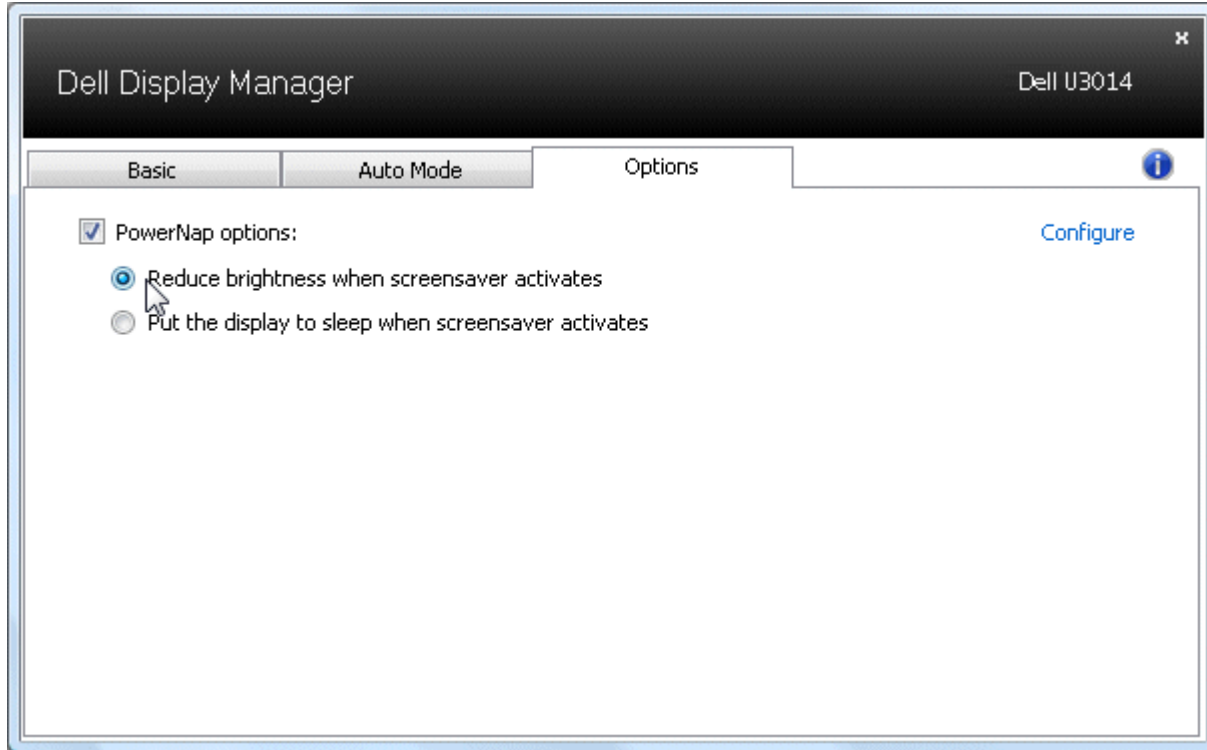 Dell Display Manager
Dell U3014
Basic
Auto Mode
Options
PowerNap options:
Configure
Reduce brightness when screensaver activates
Put the display to sleep when screensaver activates